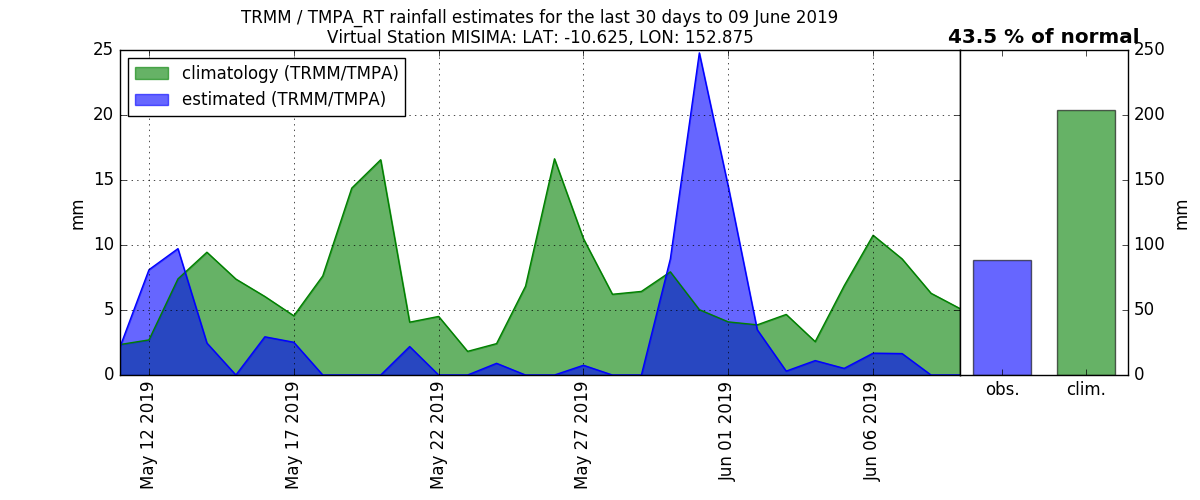 TRMM / TMPA_RT rainfall estimates for the last 30 days to 09 June 2019
Virtual Station MISIMA: LAT: -10.625, LON: 152.875
43.5 % of normal
climatology (TRMM/TMPA)
estimated (TRMM/TMPA)
25
20
15
10
5
0
mm
May 12 2019
May 17 2019
May 22 2019
May 27 2019
Jun 01 2019
Jun 06 2019
250
200
150
100
50
0
mm
obs.
clim.